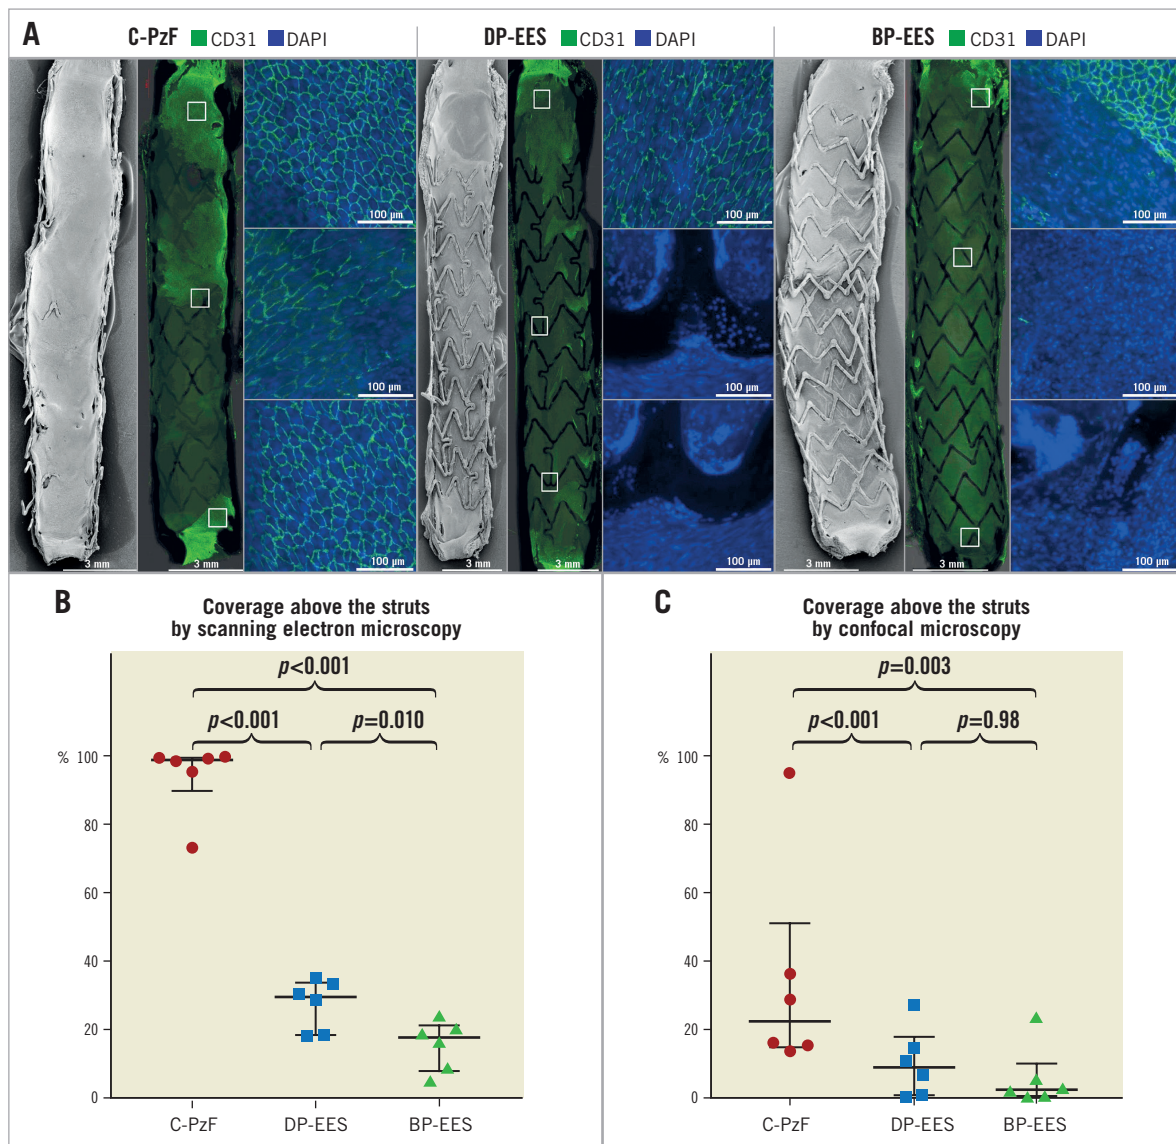 A
C-PzF CD31 DAPI
DP-EES CD31 DAPI
BP-EES CD31 DAPI
100 µm
100 µm
100 µm
100 µm
100 µm
100 µm
100 µm
100 µm
100 µm
3 mm
3 mm
3 mm
3 mm
3 mm
3 mm
B
Coverage above the struts
by scanning electron microscopy
p<0.001
p<0.001
p=0.010
% 100
80
60
40
20
0
C-PzF
DP-EES
BP-EES
C
Coverage above the struts
by confocal microscopy
p=0.003
p<0.001
p=0.98
% 100
80
60
40
20
0
C-PzF
DP-EES
BP-EES